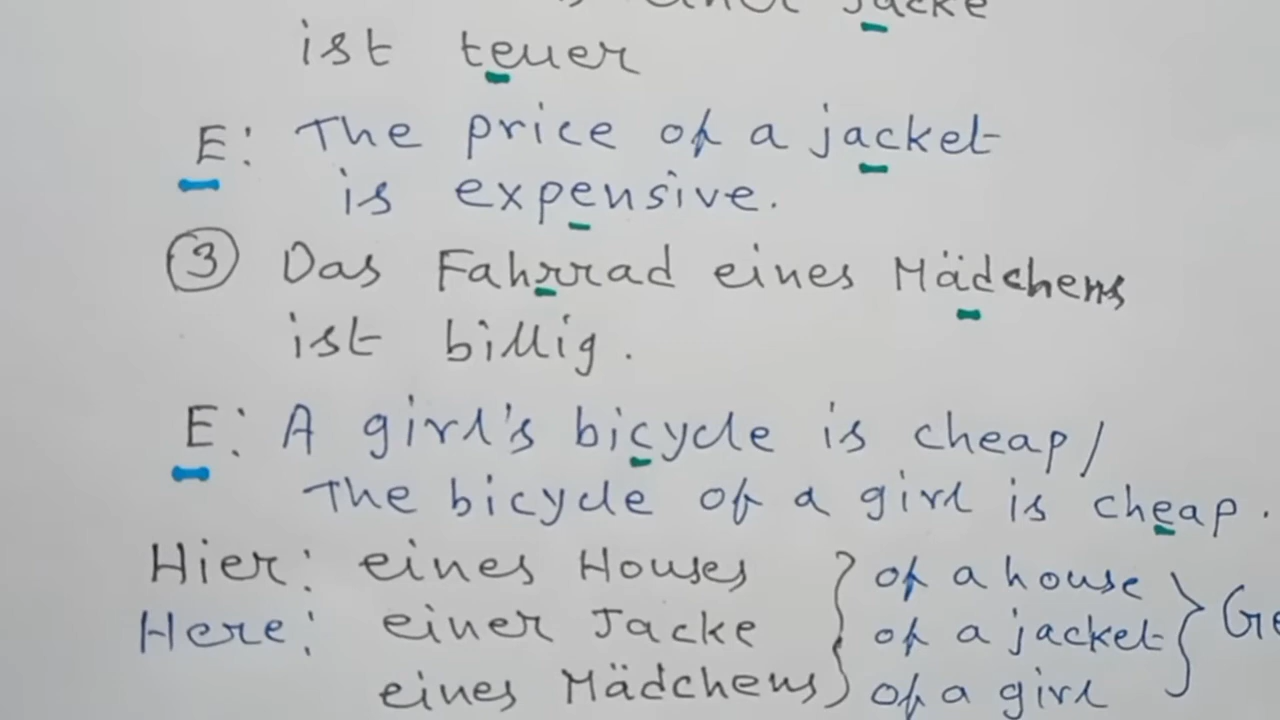 ist teuer
E: The price of a jacket
is expensive.
3 Das Fahrrad eines Mädchens
ist billig.
E: A girl's bicycle is cheap/
The bicycle of a girl is cheap.
Hier: eines Houses } of a house
Here: einer Jacke } of a jacket }
eines Mädchens } of a girl